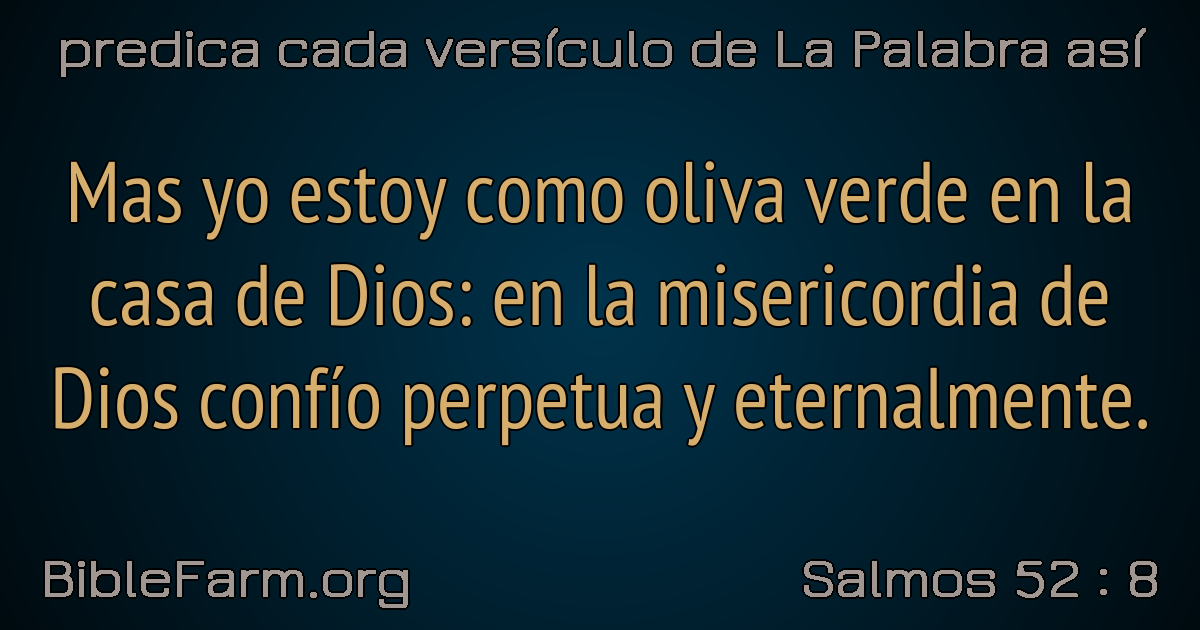 predica cada versículo de La Palabra así
Mas yo estoy como oliva verde en la
casa de Dios: en la misericordia de
Dios confío perpetua y eternalmente.
BibleFarm.org
Salmos 52 : 8